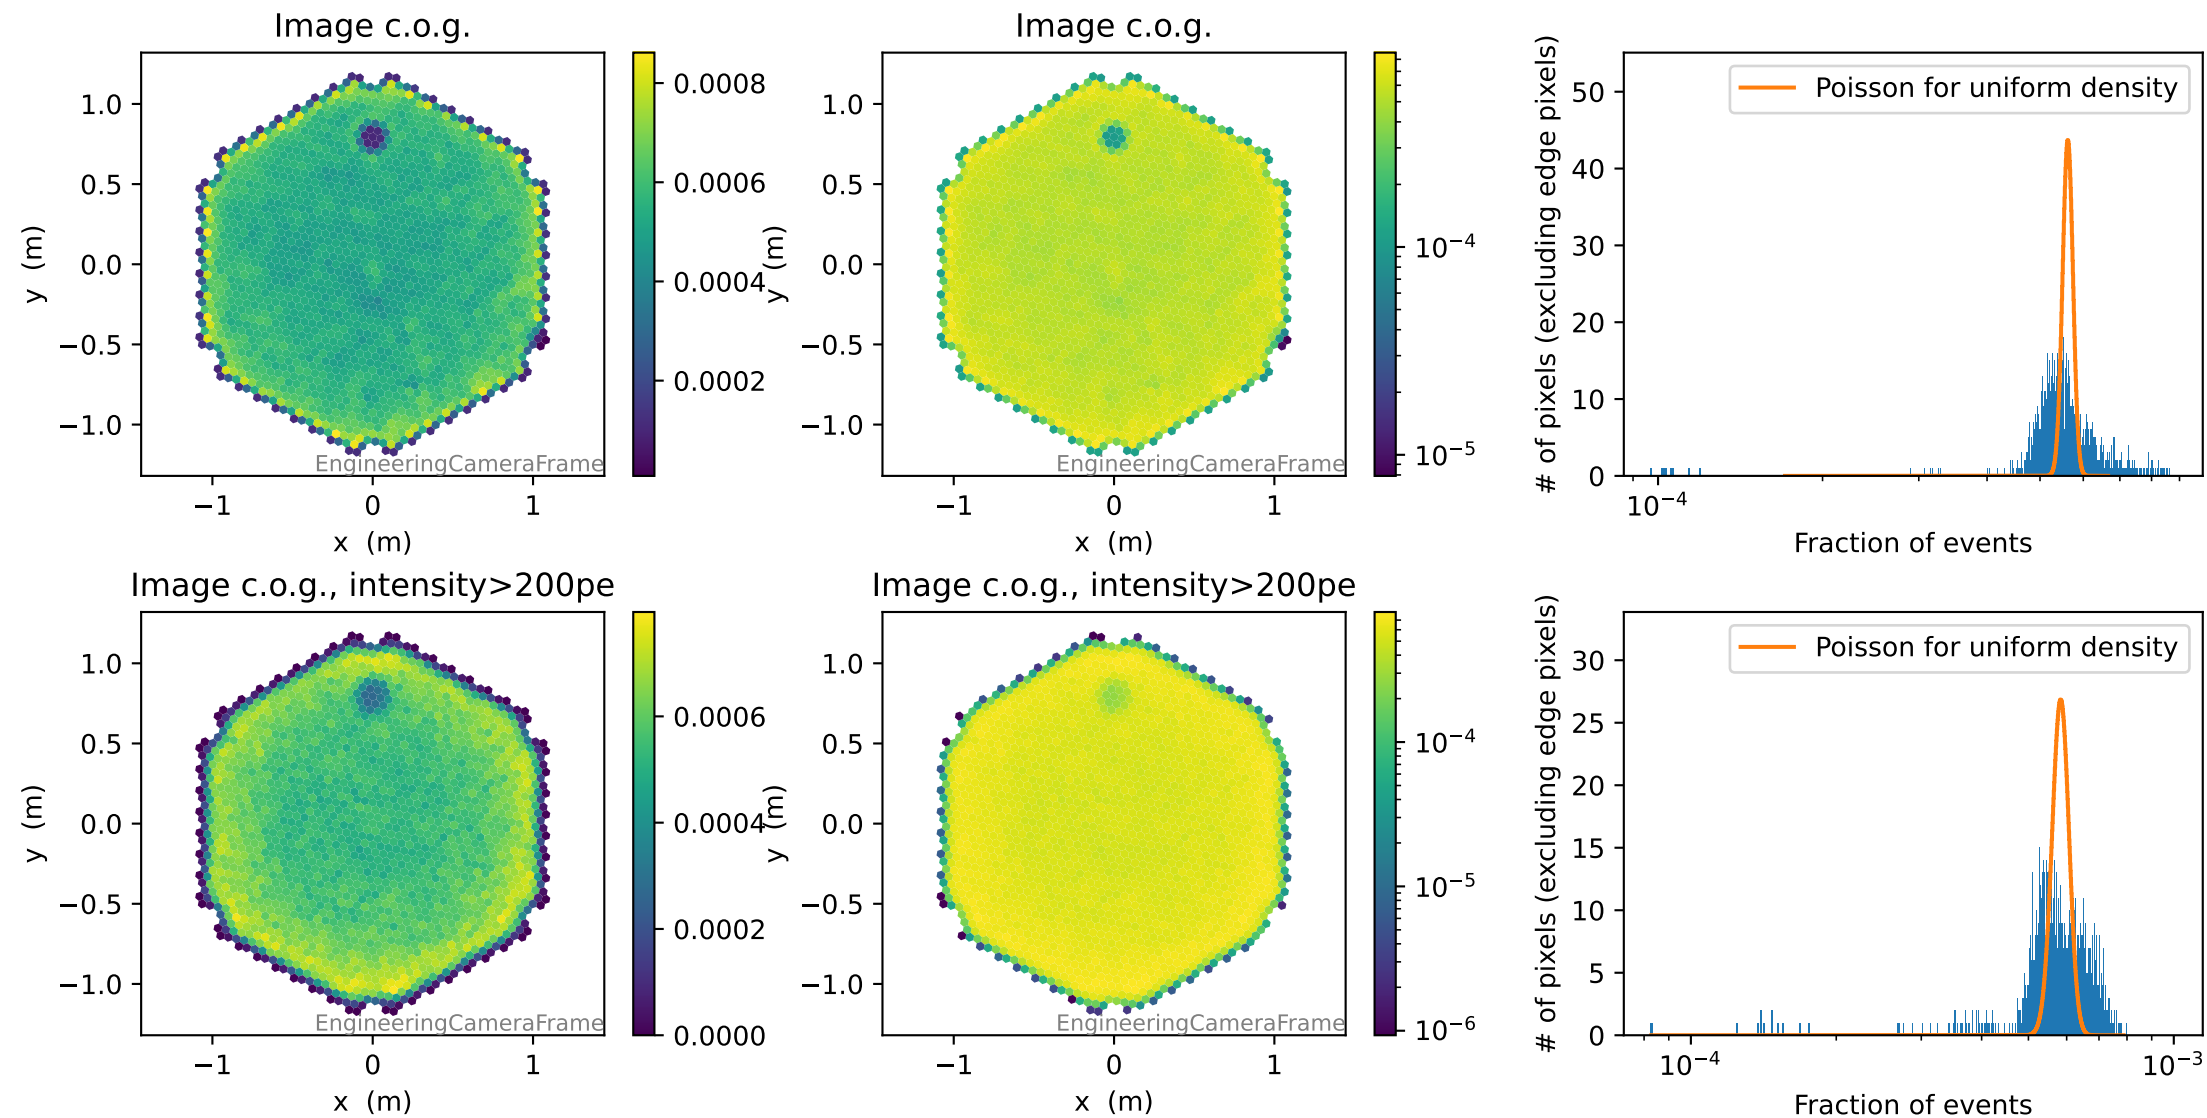 Image c.o.g.
1.0
0.5
0.0
−0.5
−1.0
y (m)
−1
0
1
x (m)
EngineeringCameraFrame
0.0008
0.0006
0.0004
0.0002
Image c.o.g.
1.0
0.5
0.0
−0.5
−1.0
y (m)
−1
0
1
x (m)
EngineeringCameraFrame
10⁻⁴
10⁻⁵
# of pixels (excluding edge pixels)
50
40
30
20
10
0
Poisson for uniform density
10⁻⁴
Fraction of events
Image c.o.g., intensity>200pe
1.0
0.5
0.0
−0.5
−1.0
y (m)
−1
0
1
x (m)
EngineeringCameraFrame
0.0006
0.0004
0.0002
0.0000
Image c.o.g., intensity>200pe
1.0
0.5
0.0
−0.5
−1.0
y (m)
−1
0
1
x (m)
EngineeringCameraFrame
10⁻⁴
10⁻⁵
10⁻⁶
# of pixels (excluding edge pixels)
30
25
20
15
10
5
0
Poisson for uniform density
10⁻⁴
10⁻³
Fraction of events